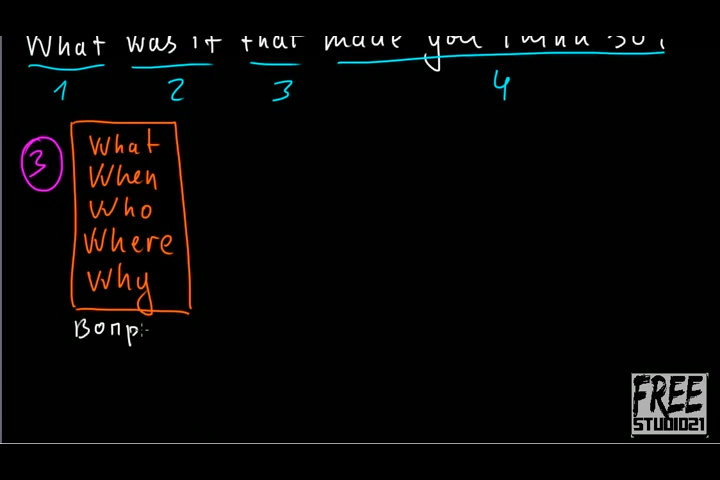 What was it that made you think so?
1 2 3 4
3
What
When
Who
Where
Why
Вопр
FREE
STUDIO21